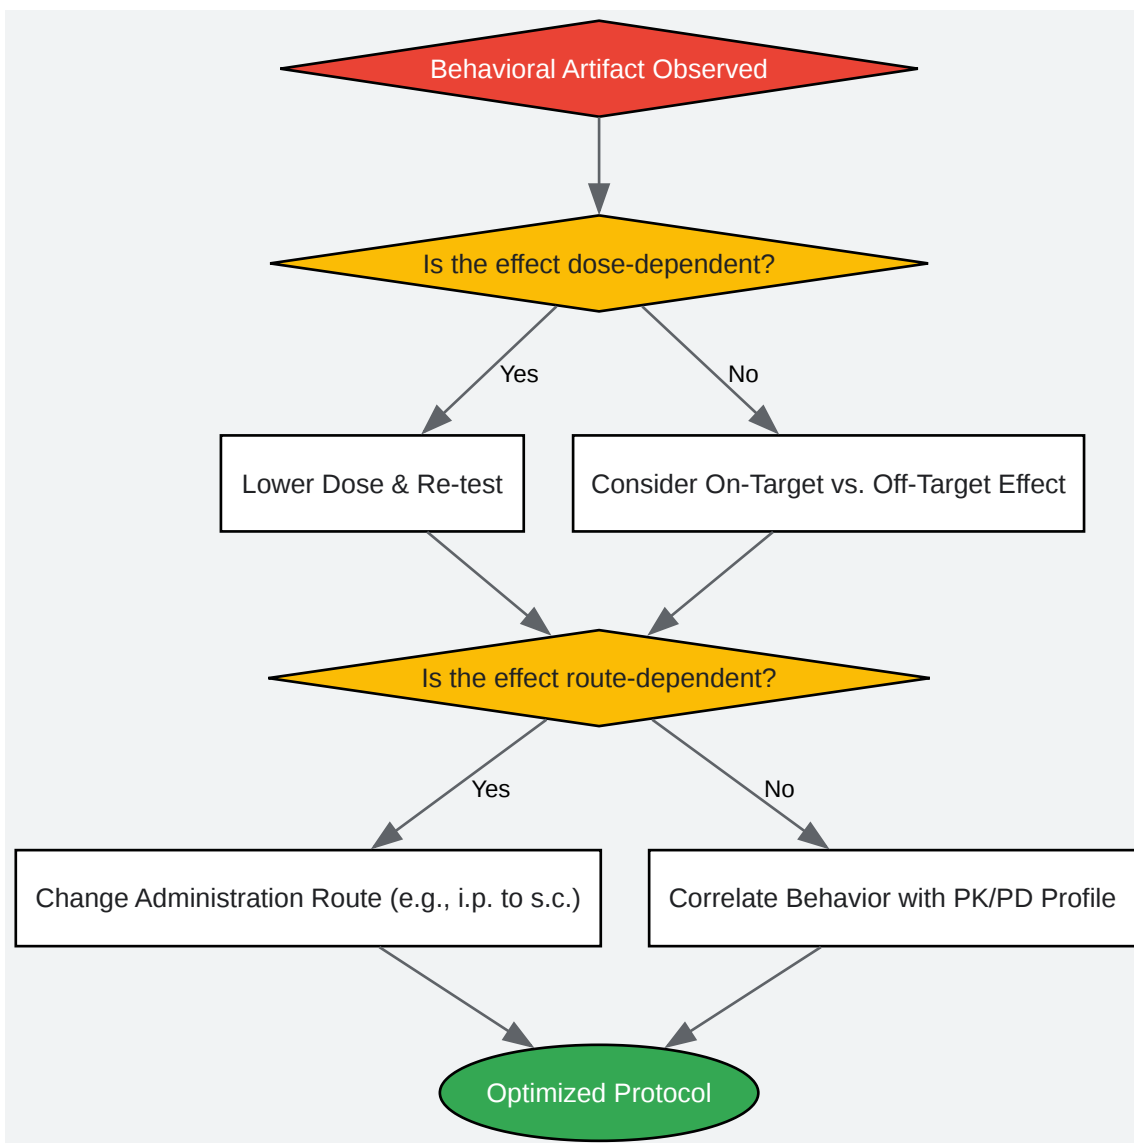 Behavioral Artifact Observed
Is the effect dose-dependent?
Yes
No
Lower Dose & Re-test
Consider On-Target vs. Off-Target Effect
Is the effect route-dependent?
Yes
No
Change Administration Route (e.g., i.p. to s.c.)
Correlate Behavior with PK/PD Profile
Optimized Protocol